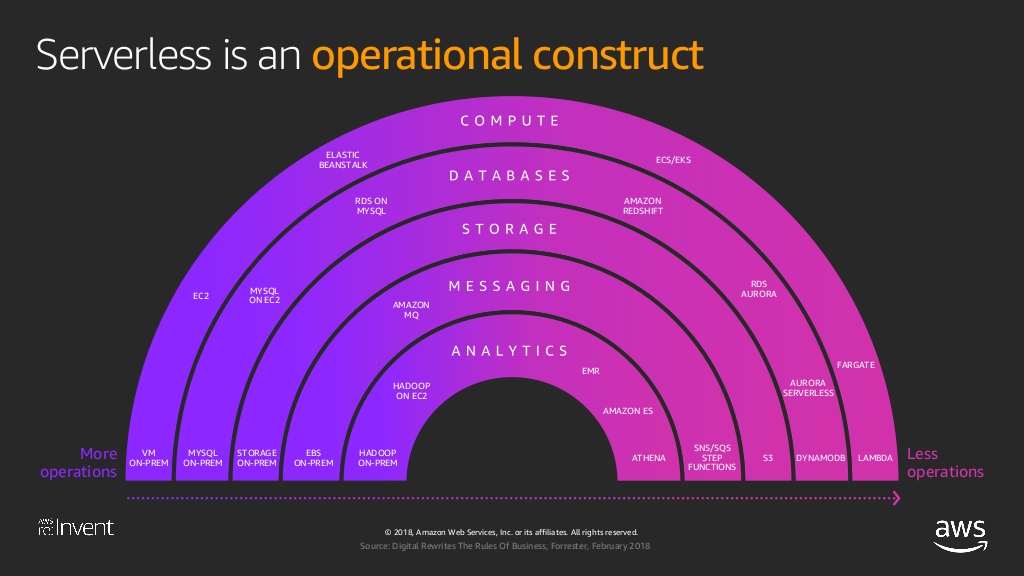 Serverless is an operational construct
COMPUTE
ELASTIC
BEANSTALK
ECS/EKS
DATABASES
RDS ON
MYSQL
AMAZON
REDSHIFT
STORAGE
EC2
MYSQL
ON EC2
RDS
AURORA
MESSAGING
AMAZON
MQ
ANALYTICS
HADOOP
ON EC2
EMR
AMAZON ES
AURORA
SERVERLESS
FARGATE
More
operations
VM
ON-PREM
MYSQL
ON-PREM
STORAGE
ON-PREM
EBS
ON-PREM
HADOOP
ON-PREM
ATHENA
SNS/SQS
STEP
FUNCTIONS
S3
DYNAMODB
LAMBDA
Less
operations
aws
re:Invent
© 2018, Amazon Web Services, Inc. or its affiliates. All rights reserved.
Source: Digital Rewrites The Rules Of Business, Forrester, February 2018
aws